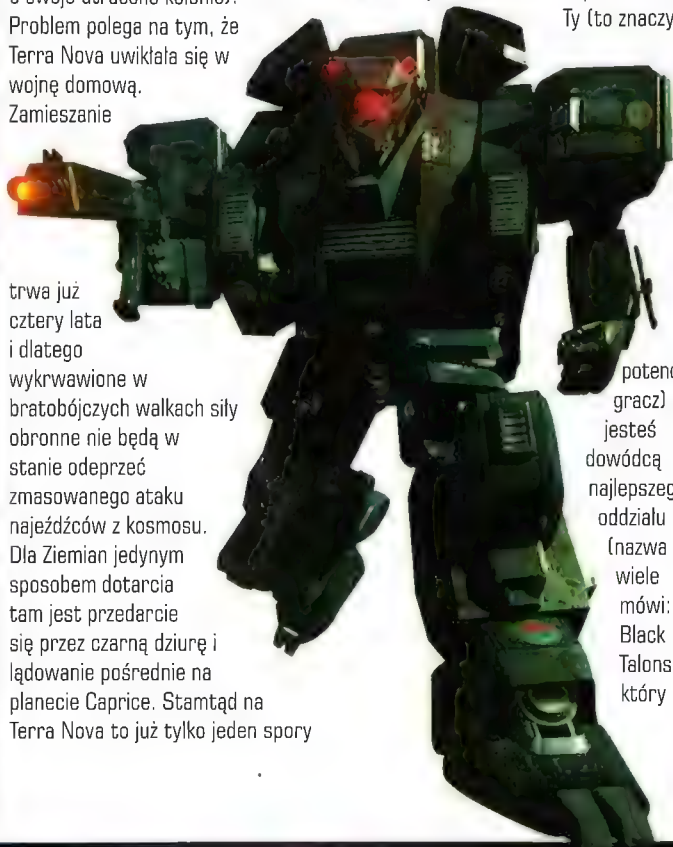 Problem polega na tym, że
Terra Nova uwikłała się w
wojnę domową.
Zamieszanie
trwa już
cztery lata
i dlatego
wykrwawione w
bratobójczych walkach siły
obronne nie będą w
stanie odeprzeć
zmasowanego ataku
najeźdźców z kosmosu.
Dla Ziemian jedynym
sposobem dotarcia
tam jest przedarcie
się przez czarną dziurę i
lądowanie pośrednie na
planecie Caprice. Stamtąd na
Terra Nova to już tylko jeden spory
Ty (to znaczy
gracz)
jesteś
dowódcą
oddziału
(nazwa
wiele
mówi:
Black
Talons
który